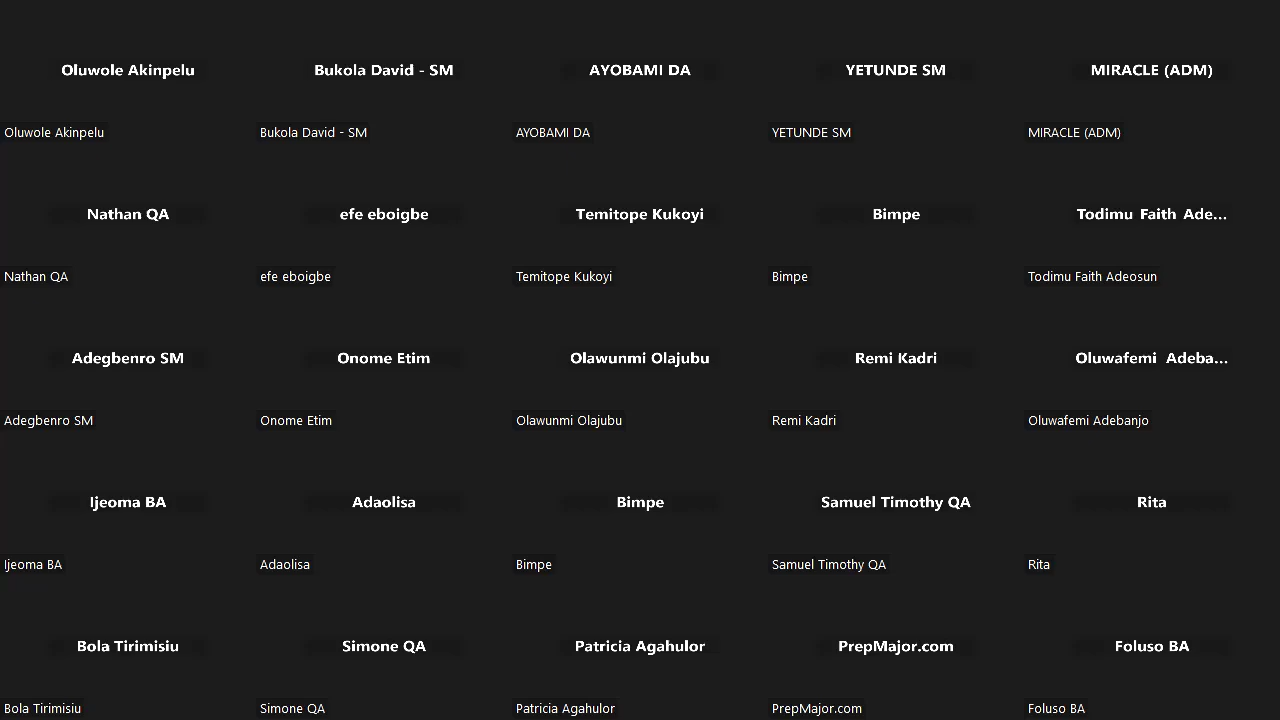 Oluwole Akinpelu
Bukola David - SM
AYOBAMI DA
YETUNDE SM
MIRACLE (ADM)
Oluwole Akinpelu
Bukola David - SM
AYOBAMI DA
YETUNDE SM
MIRACLE (ADM)
Nathan QA
efe eboigbe
Temitope Kukoyi
Bimpe
Todimu Faith Ade...
Nathan QA
efe eboigbe
Temitope Kukoyi
Bimpe
Todimu Faith Adeosun
Adegbenro SM
Onome Etim
Olawunmi Olajubu
Remi Kadri
Oluwafemi Adeba...
Adegbenro SM
Onome Etim
Olawunmi Olajubu
Remi Kadri
Oluwafemi Adebanjo
Ijeoma BA
Adaolisa
Bimpe
Samuel Timothy QA
Rita
Ijeoma BA
Adaolisa
Bimpe
Samuel Timothy QA
Rita
Bola Tirimisiu
Simone QA
Patricia Agahulor
PrepMajor.com
Foluso BA
Bola Tirimisiu
Simone QA
Patricia Agahulor
PrepMajor.com
Foluso BA